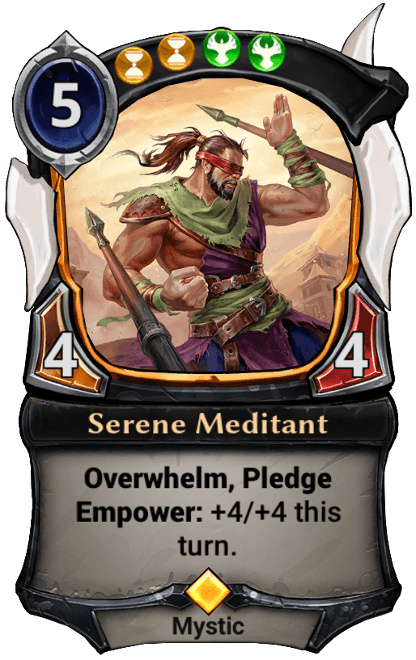 5
4
4
Serene Meditant
Overwhelm, Pledge
Empower: +4/+4 this
turn.
Mystic